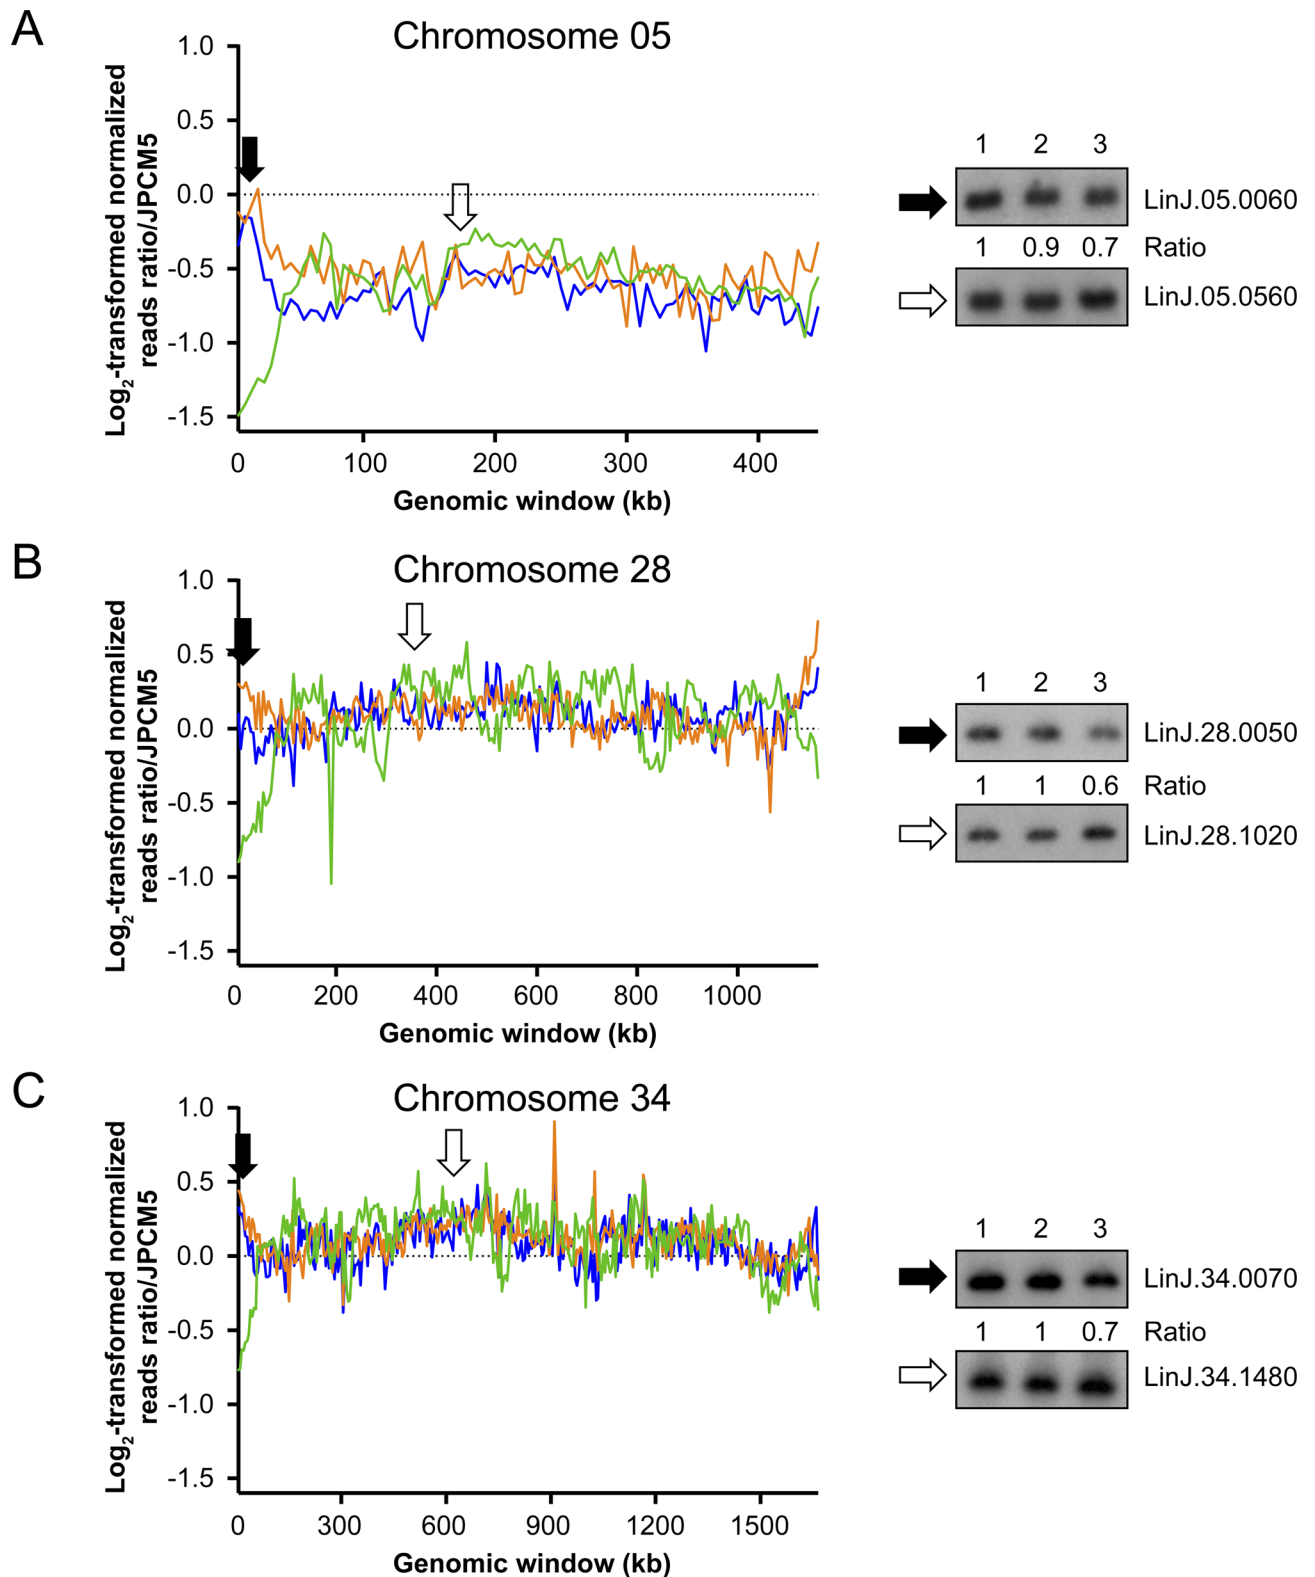 A
Chromosome 05
Log2-transformed normalized
reads ratio/JPCM5
1.0
0.5
0.0
-0.5
-1.0
-1.5
0 100 200 300 400
Genomic window (kb)
1 2 3
LinJ.05.0060
1 0.9 0.7 Ratio
LinJ.05.0560
B
Chromosome 28
Log2-transformed normalized
reads ratio/JPCM5
1.0
0.5
0.0
-0.5
-1.0
-1.5
0 200 400 600 800 1000
Genomic window (kb)
1 2 3
LinJ.28.0050
1 1 0.6 Ratio
LinJ.28.1020
C
Chromosome 34
Log2-transformed normalized
reads ratio/JPCM5
1.0
0.5
0.0
-0.5
-1.0
-1.5
0 300 600 900 1200 1500
Genomic window (kb)
1 2 3
LinJ.34.0070
1 1 0.7 Ratio
LinJ.34.1480